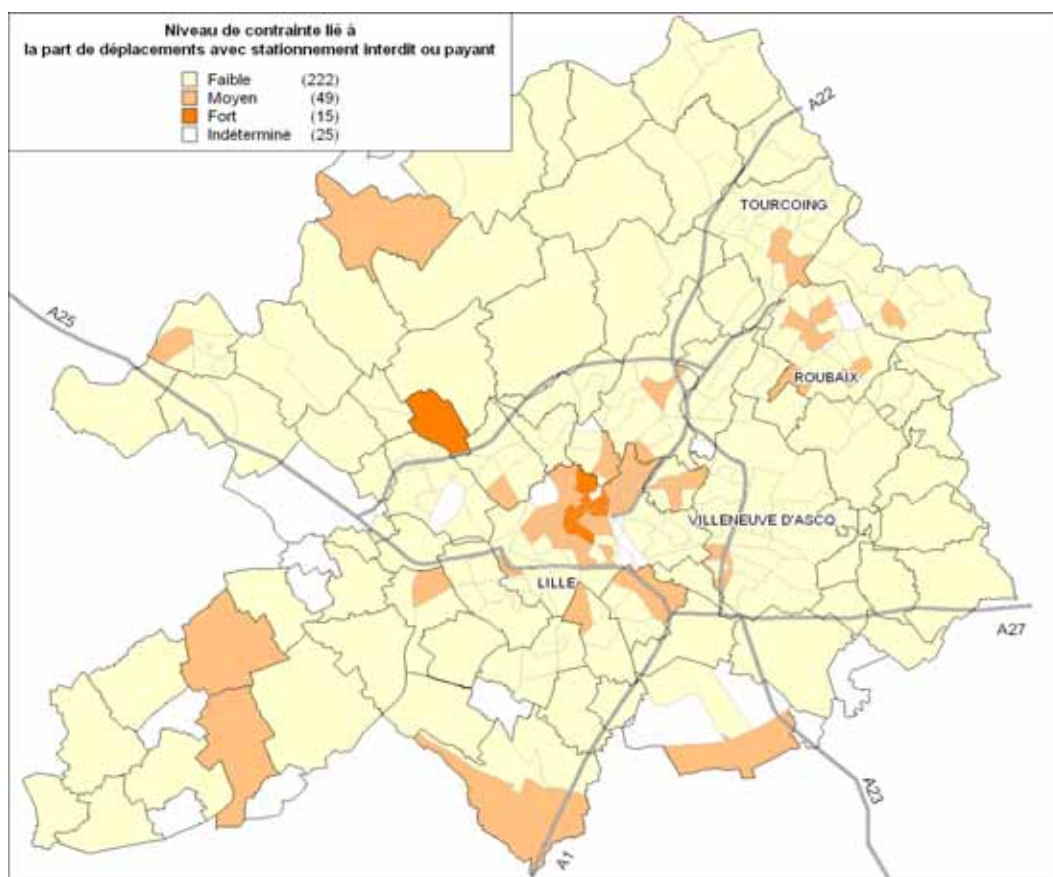 Niveau de contrainte lié à
la part de déplacements avec stationnement interdit ou payant
Faible (222)
Moyen (49)
Fort (15)
Indéterminé (25)
A22
TOURCOING
A25
ROUBAIX
VILLENEUVE D'ASCQ
LILLE
A27
A23
A1